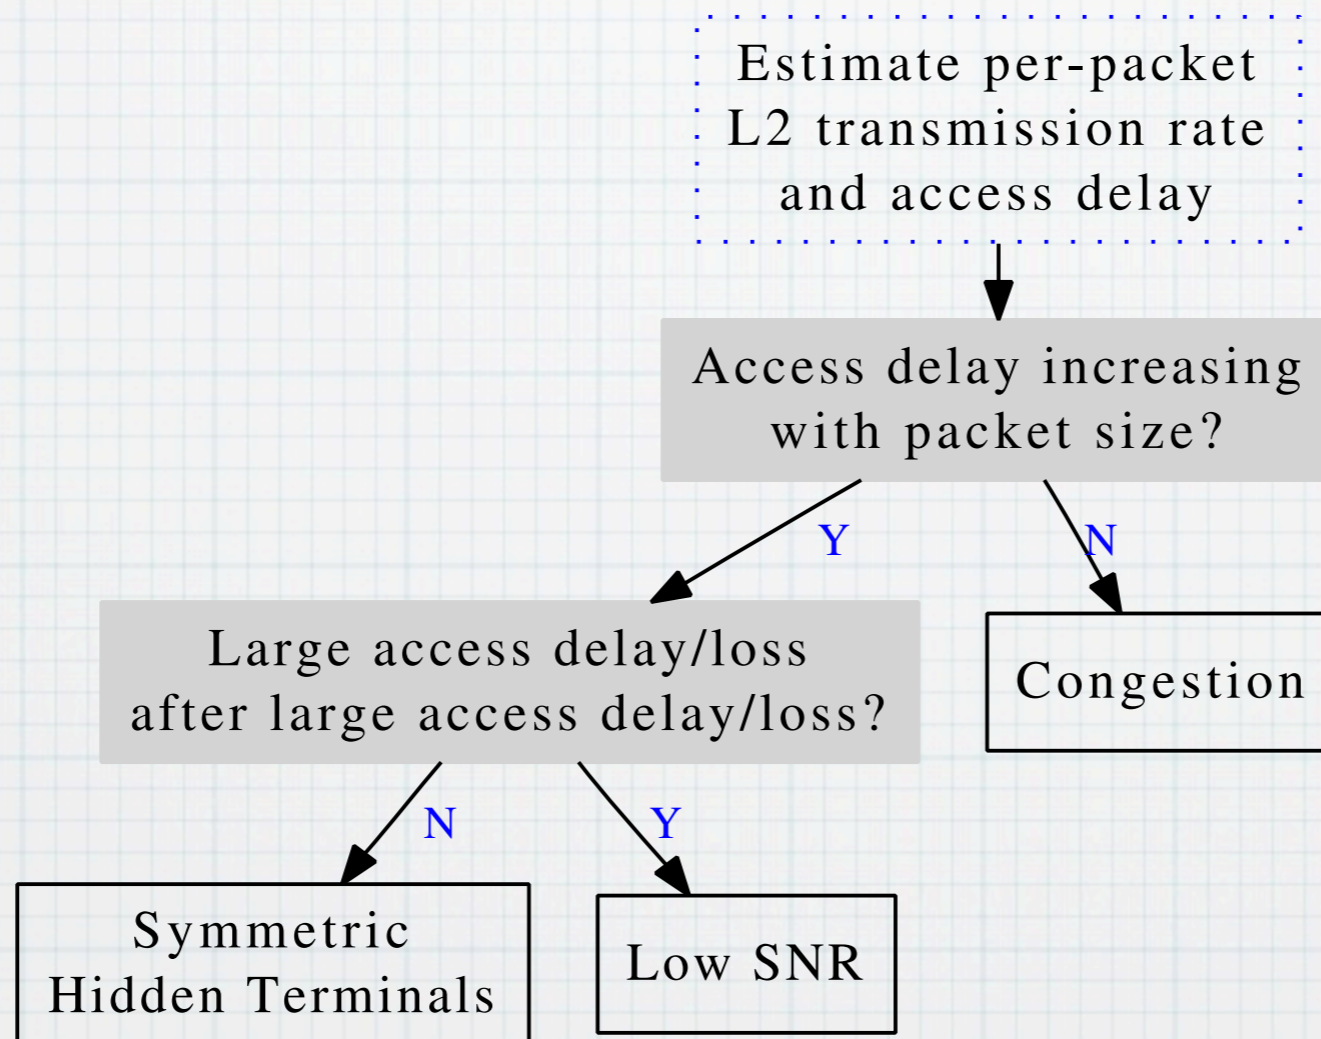 Estimate per-packet
L2 transmission rate
and access delay
Access delay increasing
with packet size?
Y
N
Large access delay/loss
after large access delay/loss?
Congestion
N
Y
Symmetric
Hidden Terminals
Low SNR